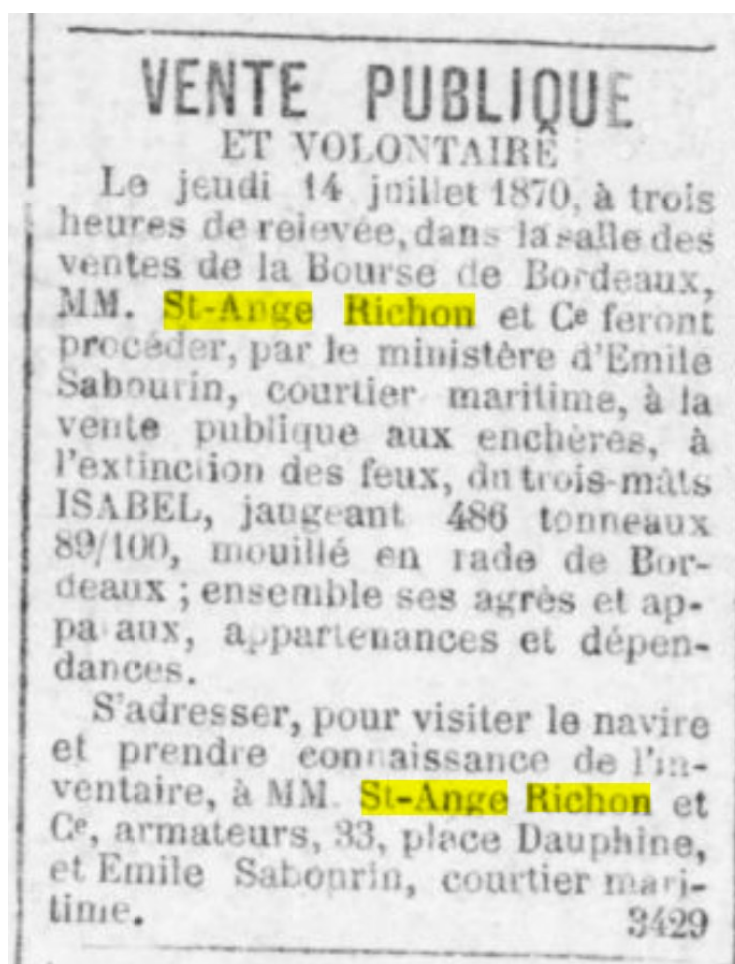 VENTE PUBLIQUE
ET VOLONTAIRE
Le jeudi 14 juillet 1870, à trois
heures de relevée, dans la salle des
ventes de la Bourse de Bordeaux,
MM. St-Ange Richon et Ce feront
procéder, par le ministère d'Emile
Sabourin, courtier maritime, à la
vente publique aux enchères, à
l'extinction des feux, du trois-mâts
ISABEL, jaugeant 486 tonneaux
89/100, mouillé en rade de Bor-
deaux ; ensemble ses agrès et ap-
pa aux, appartenances et dépen-
dances.
S'adresser, pour visiter le navire
et prendre connaissance de l'in-
ventaire, à MM. St-Ange Richon et
Ce, armateurs, 33, place Dauphine,
et Emile Sabourin, courtier mari-
time. 3429